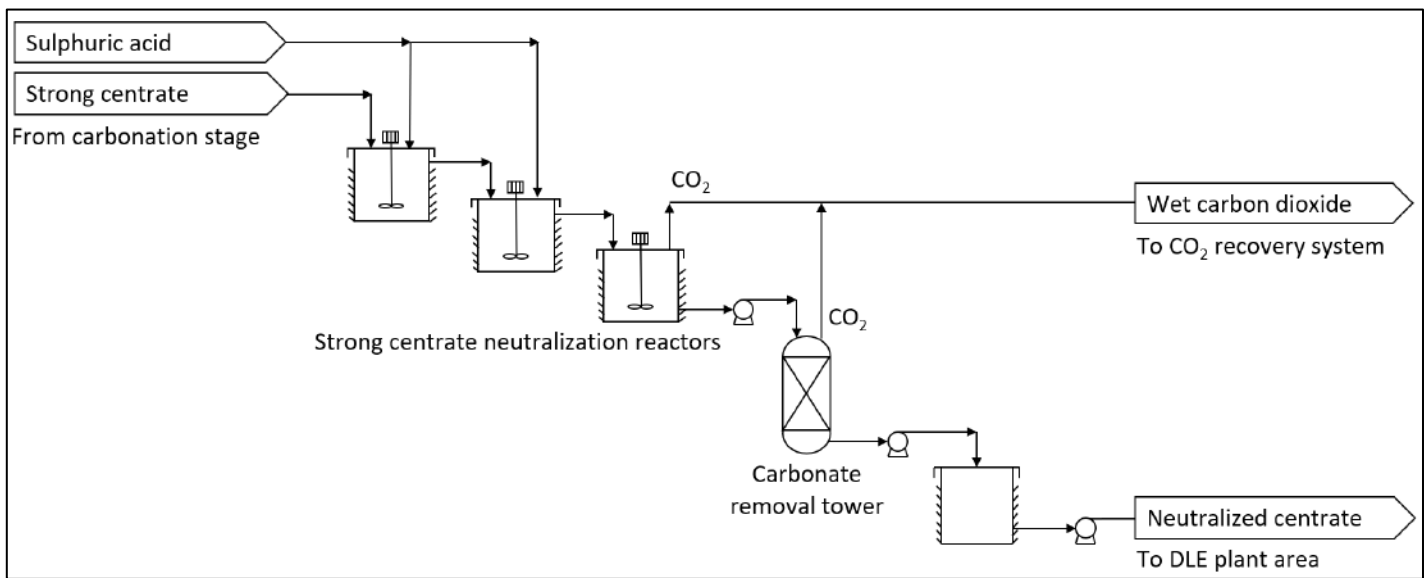 Sulphuric acid
Strong centrate
From carbonation stage
CO₂
Wet carbon dioxide
To CO₂ recovery system
Strong centrate neutralization reactors
CO₂
Carbonate
removal tower
Neutralized centrate
To DLE plant area